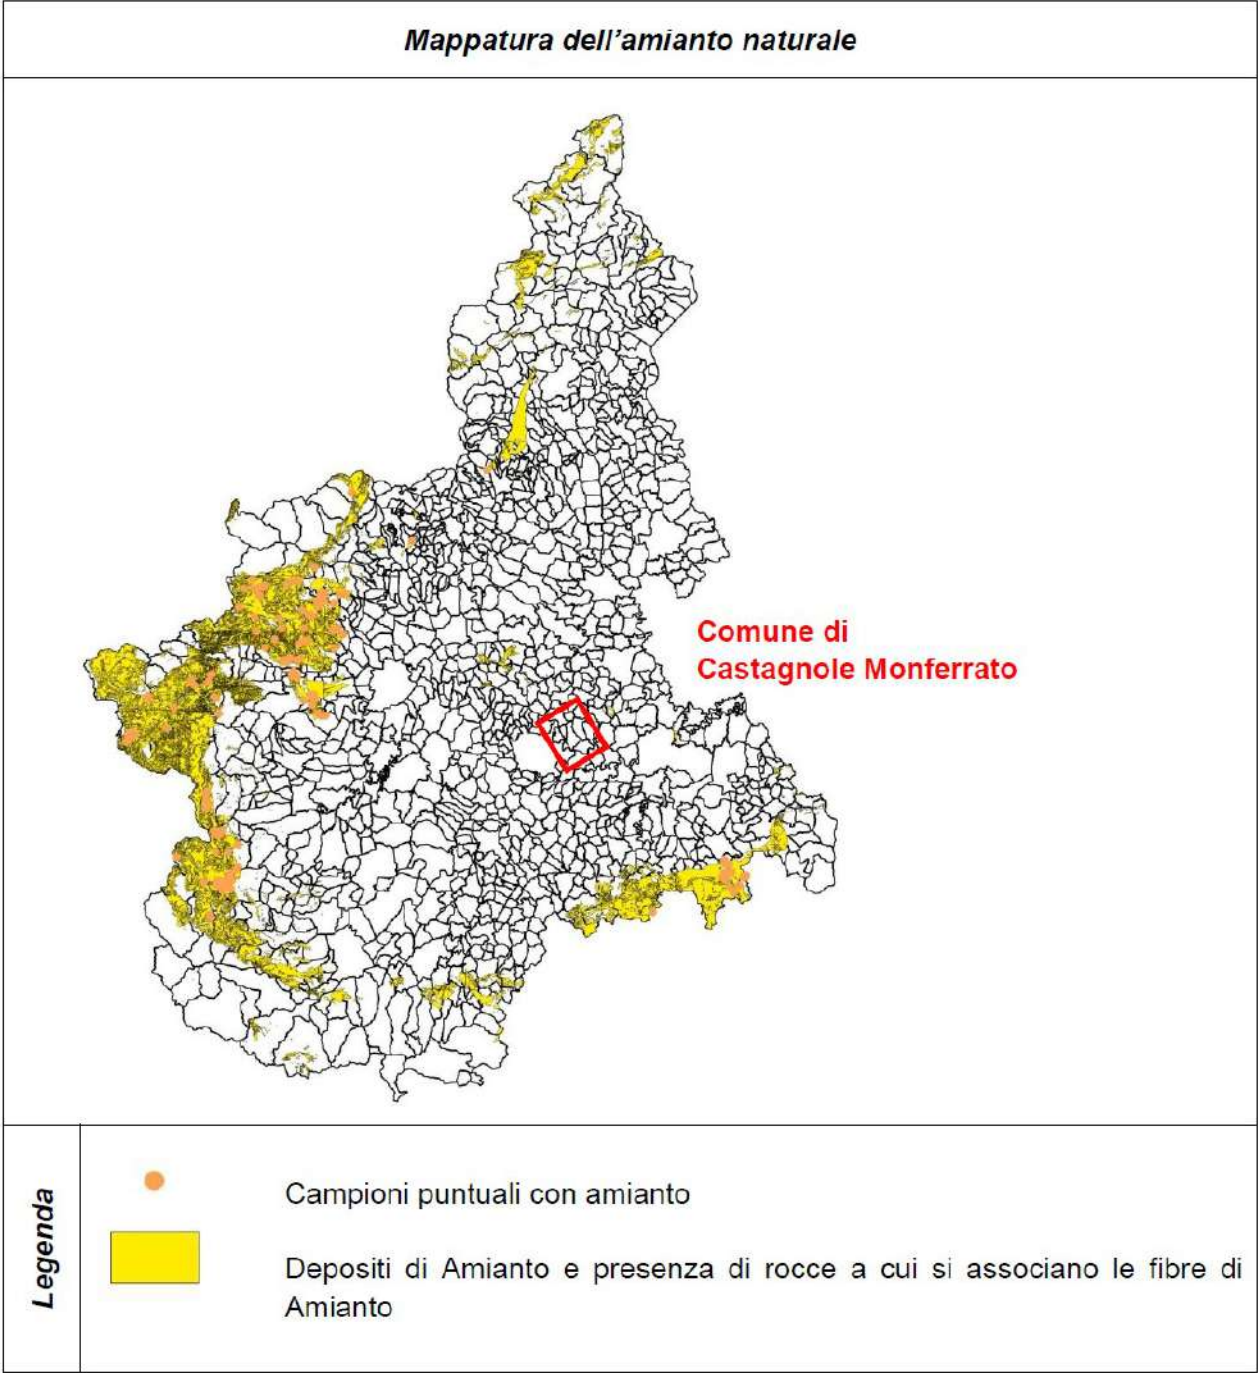 Mappatura dell'amianto naturale
Comune di
Castagnole Monferrato
Legenda
Campioni puntuali con amianto
Depositi di Amianto e presenza di rocce a cui si associano le fibre di
Amianto